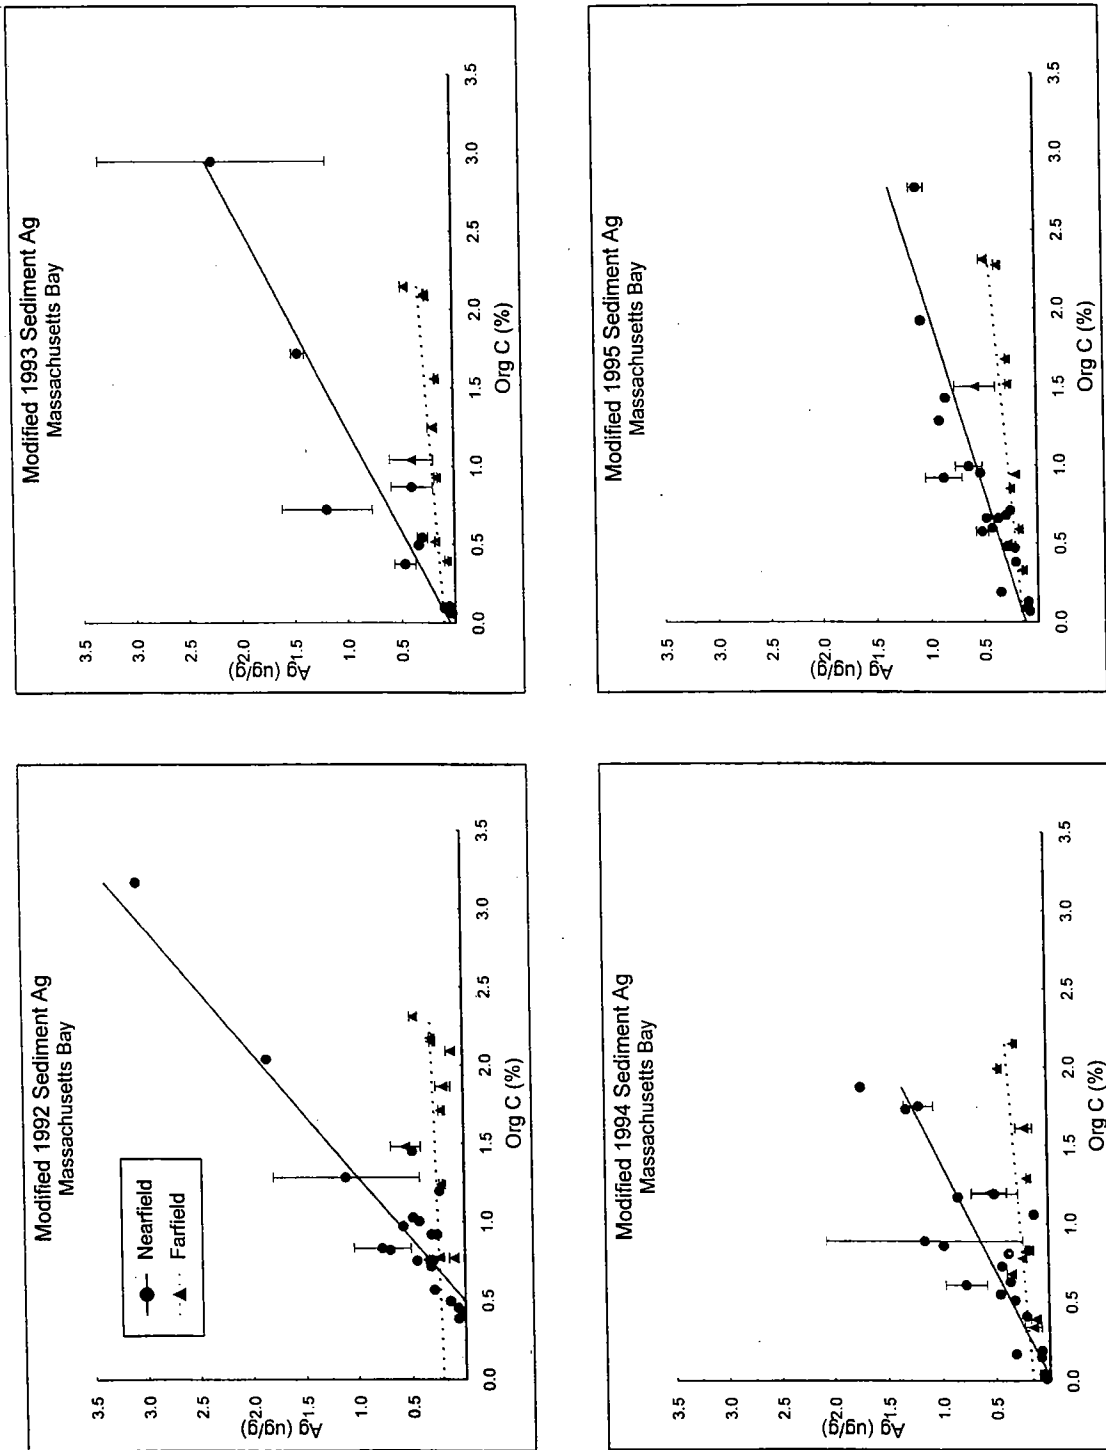 Modified 1992 Sediment Ag
Massachusetts Bay
Nearfield
Farfield
3.5
3.0
2.5
2.0
1.5
1.0
0.5
Ag (ug/g)
0.0 0.5 1.0 1.5 2.0 2.5 3.0 3.5
Org C (%)
Modified 1993 Sediment Ag
Massachusetts Bay
3.5
3.0
2.5
2.0
1.5
1.0
0.5
Ag (ug/g)
0.0 0.5 1.0 1.5 2.0 2.5 3.0 3.5
Org C (%)
Modified 1994 Sediment Ag
Massachusetts Bay
3.5
3.0
2.5
2.0
1.5
1.0
0.5
Ag (ug/g)
0.0 0.5 1.0 1.5 2.0 2.5 3.0 3.5
Org C (%)
Modified 1995 Sediment Ag
Massachusetts Bay
3.5
3.0
2.5
2.0
1.5
1.0
0.5
Ag (ug/g)
0.0 0.5 1.0 1.5 2.0 2.5 3.0 3.5
Org C (%)